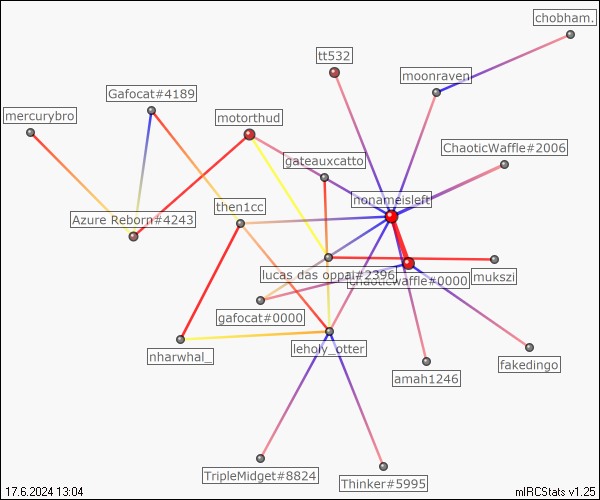 chobham.
tt532
moonraven
Gafocat#4189
mercurybro
motorthud
ChaoticWaffle#2006
gateauxcatto
nonameisleft
then1cc
Azure Reborn#4243
lucas das oppai#2396
chaoticwaffle#0000
mukszi
gafocat#0000
leholy_otter
nharwhal_
fakedingo
amah1246
TripleMidget#8824
Thinker#5995
17.6.2024 13:04
mIRCStats v1.25